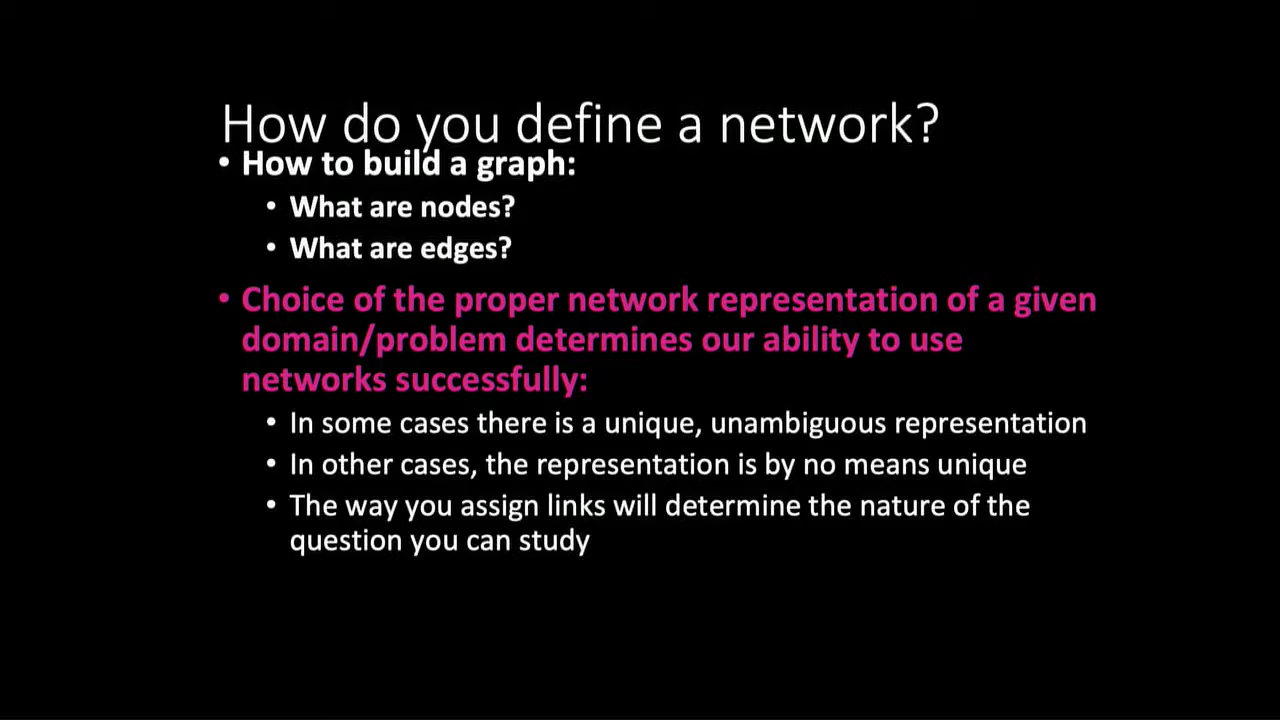 How do you define a network?
• How to build a graph:
• What are nodes?
• What are edges?
• Choice of the proper network representation of a given
domain/problem determines our ability to use
networks successfully:
• In some cases there is a unique, unambiguous representation
• In other cases, the representation is by no means unique
• The way you assign links will determine the nature of the
question you can study